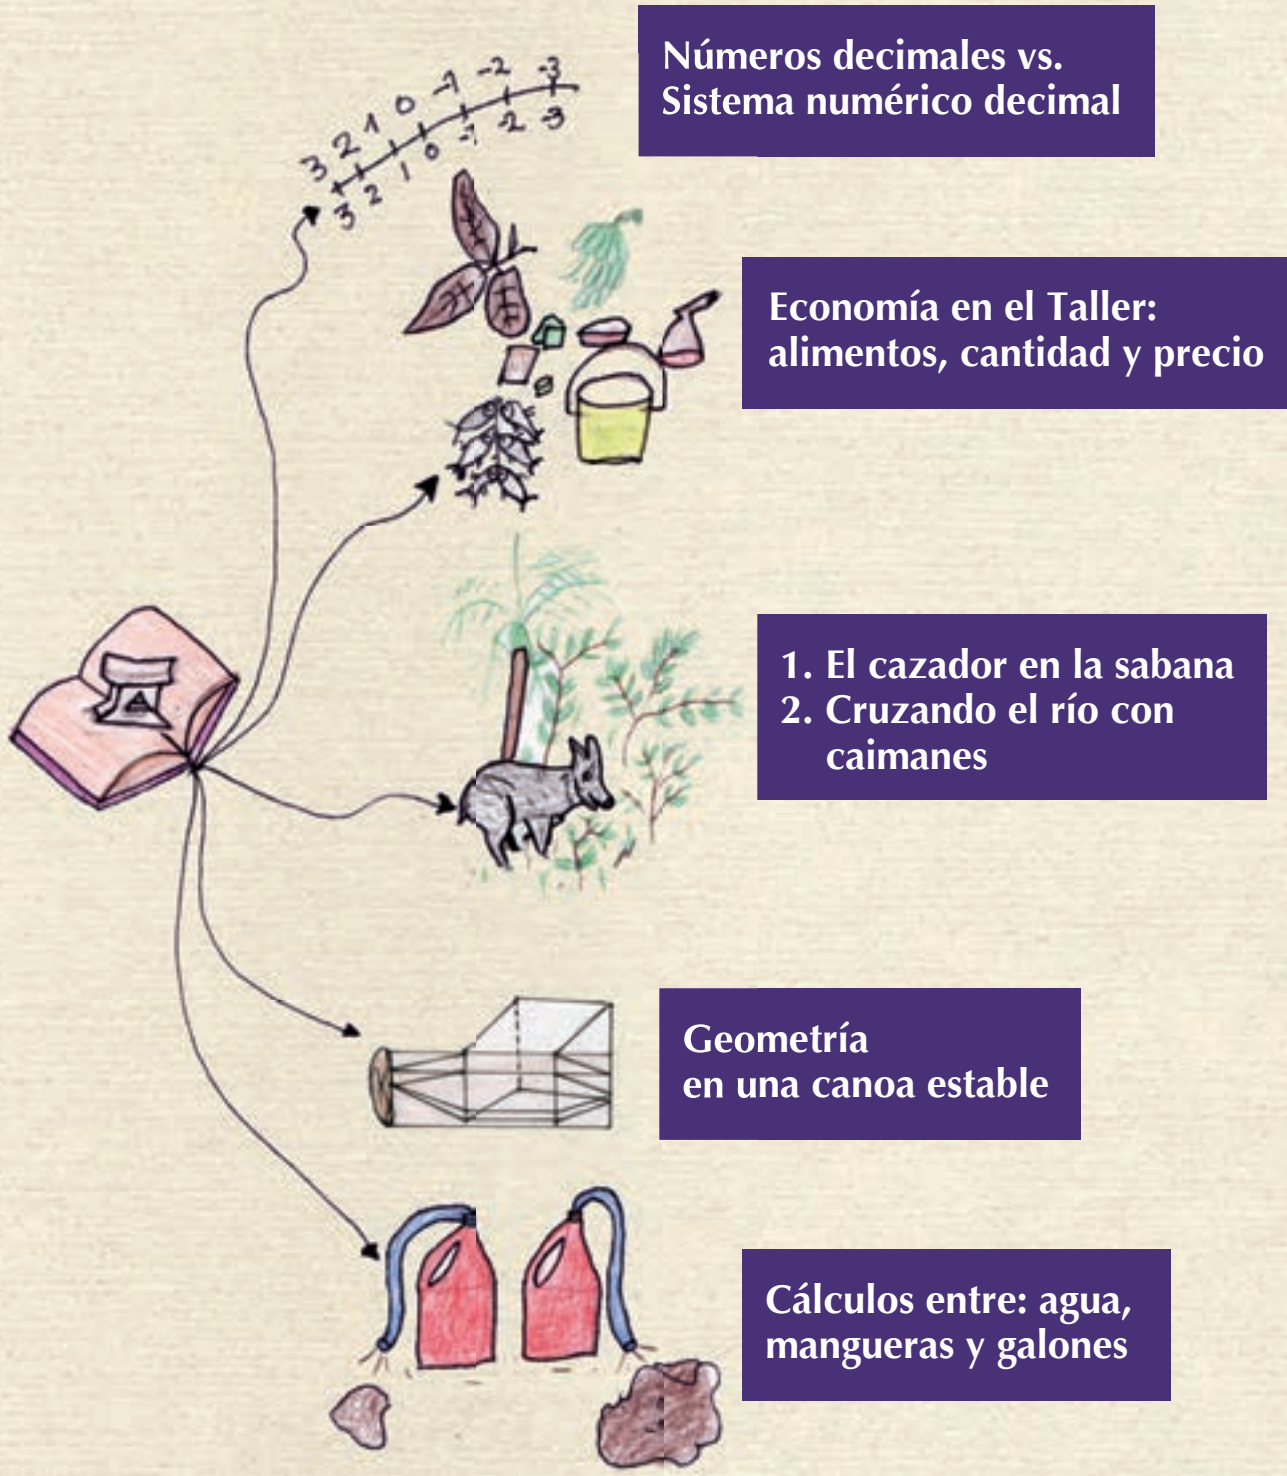 3 2 1 0 -1 -2 -3
3 2 1 0 -1 -2 -3
Números decimales vs.
Sistema numérico decimal
Economía en el Taller:
alimentos, cantidad y precio
1. El cazador en la sabana
2. Cruzando el río con
caimanes
Geometría
en una canoa estable
Cálculos entre: agua,
mangueras y galones